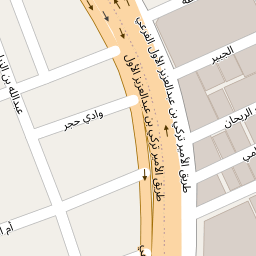 الجبير
طريق الأمير تركي بن عبدالعزيز الأول الفرعي
طريق الأمير تركي بن عبدالعزيز الأول
وادي حجر
الريحان
عبدالله بن